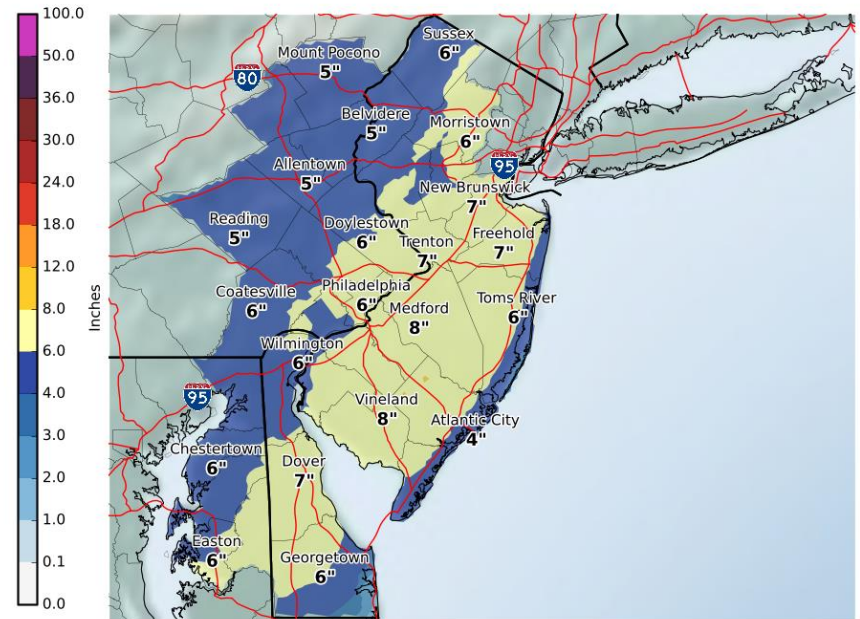 100.0
50.0
36.0
30.0
24.0
18.0
12.0
8.0
6.0
4.0
3.0
2.0
1.0
0.1
0.0
Inches
Sussex
6"
Mount Pocono
5"
80
Belvidere
5"
Morristown
6"
Allentown
5"
95
New Brunswick
7"
Reading
5"
Doylestown
6"
Trenton
7"
Freehold
7"
Coatesville
6"
Philadelphia
6"
Medford
8"
Toms River
6"
Wilmington
6"
95
Vineland
8"
Atlantic City
4"
Chestertown
6"
Dover
7"
Easton
6"
Georgetown
6"